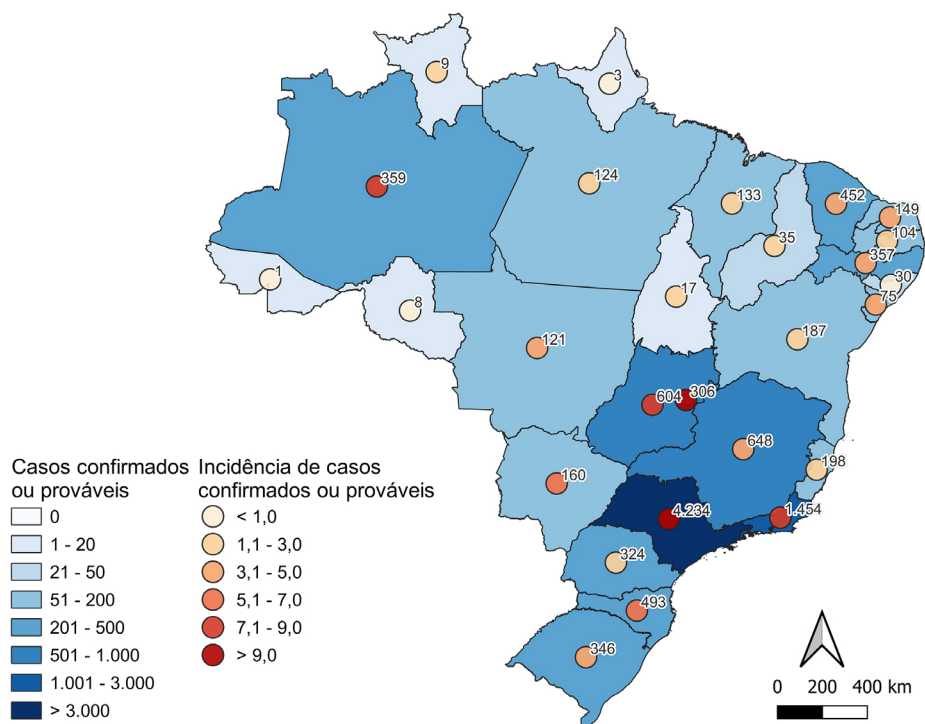 9
3
359
124
133
452
149
104
35
357
30
75
1
8
17
187
121
604
306
648
198
160
4.234
1.454
324
493
346
Casos confirmados
ou prováveis
0
1 - 20
21 - 50
51 - 200
201 - 500
501 - 1.000
1.001 - 3.000
> 3.000
Incidência de casos
confirmados ou prováveis
< 1,0
1,1 - 3,0
3,1 - 5,0
5,1 - 7,0
7,1 - 9,0
> 9,0
0 200 400 km